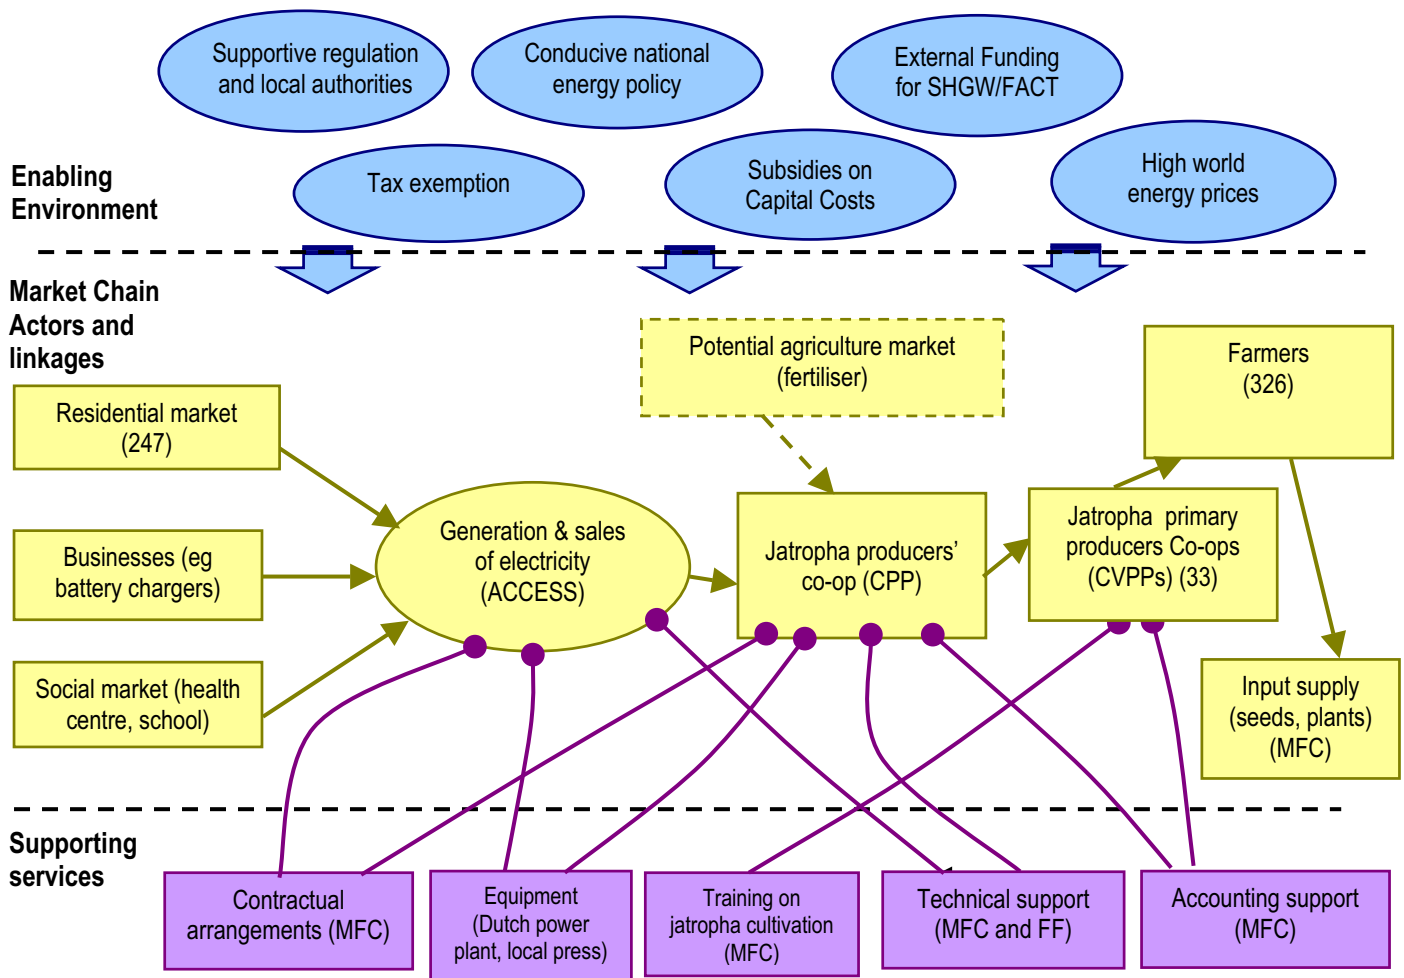 Supportive regulation
and local authorities
Conducive national
energy policy
External Funding
for SHGW/FACT
Tax exemption
Subsidies on
Capital Costs
High world
energy prices
Enabling
Environment
Market Chain
Actors and
linkages
Potential agriculture market
(fertiliser)
Farmers
(326)
Residential market
(247)
Businesses (eg
battery chargers)
Social market (health
centre, school)
Generation & sales
of electricity
(ACCESS)
Jatropha producers’
co-op (CPP)
Jatropha primary
producers Co-ops
(CVPPs) (33)
Input supply
(seeds, plants)
(MFC)
Supporting
services
Contractual
arrangements (MFC)
Equipment
(Dutch power
plant, local press)
Training on
jatropha cultivation
(MFC)
Technical support
(MFC and FF)
Accounting support
(MFC)